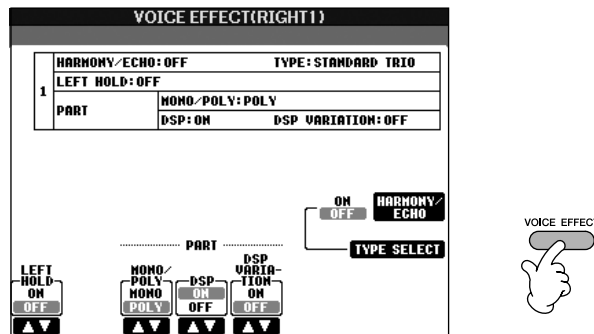 VOICE EFFECT(RIGHT1)
HARMONY/ECHO:OFF TYPE:STANDARD TRIO
LEFT HOLD:OFF
1
PART
MONO/POLY:POLY
DSP:ON DSP VARIATION:OFF
ON
OFF
HARMONY/
ECHO
TYPE SELECT
VOICE EFFEC
PART
LEFT
HOLD
ON
OFF
MONO/
POLY
MONO
POLY
DSP
ON
OFF
DSP
VARIA-
TION
ON
OFF